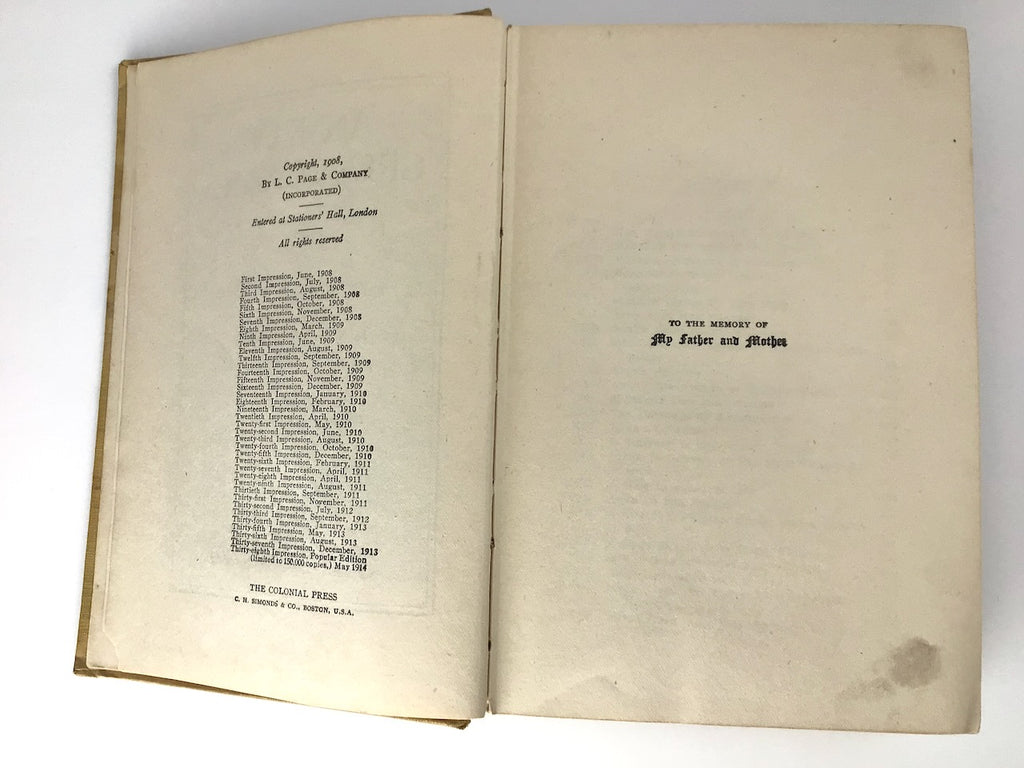 Copyright, 1908,
BY L. C. PAGE & COMPANY
(INCORPORATED)
Entered at Stationers' Hall, London
All rights reserved
First Impression, June, 1908
Second Impression, July, 1908
Third Impression, August, 1908
Fourth Impression, September, 1908
Fifth Impression, October, 1908
Sixth Impression, November, 1908
Seventh Impression, December, 1908
Eighth Impression, March, 1909
Ninth Impression, April, 1909
Tenth Impression, June, 1909
Eleventh Impression, August, 1909
Twelfth Impression, September, 1909
Thirteenth Impression, September, 1909
Fourteenth Impression, October, 1909
Fifteenth Impression, November, 1909
Sixteenth Impression, December, 1909
Seventeenth Impression, January, 1910
Eighteenth Impression, February, 1910
Nineteenth Impression, March, 1910
Twentieth Impression, April, 1910
Twenty-first Impression, May, 1910
Twenty-second Impression, June, 1910
Twenty-third Impression, August, 1910
Twenty-fourth Impression, October, 1910
Twenty-fifth Impression, December, 1910
Twenty-sixth Impression, February, 1911
Twenty-seventh Impression, April, 1911
Twenty-eighth Impression, April, 1911
Twenty-ninth Impression, August, 1911
Thirtieth Impression, September, 1911
Thirty-first Impression, November, 1911
Thirty-second Impression, July, 1912
Thirty-third Impression, September, 1912
Thirty-fourth Impression, January, 1913
Thirty-fifth Impression, May, 1913
Thirty-sixth Impression, August, 1913
Thirty-seventh Impression, December, 1913
Thirty-eighth Impression, Popular Edition
(limited to 150,000 copies,) May 1914
THE COLONIAL PRESS
C. H. SIMONDS & CO., BOSTON, U.S.A.
TO THE MEMORY OF
My Father and Mother